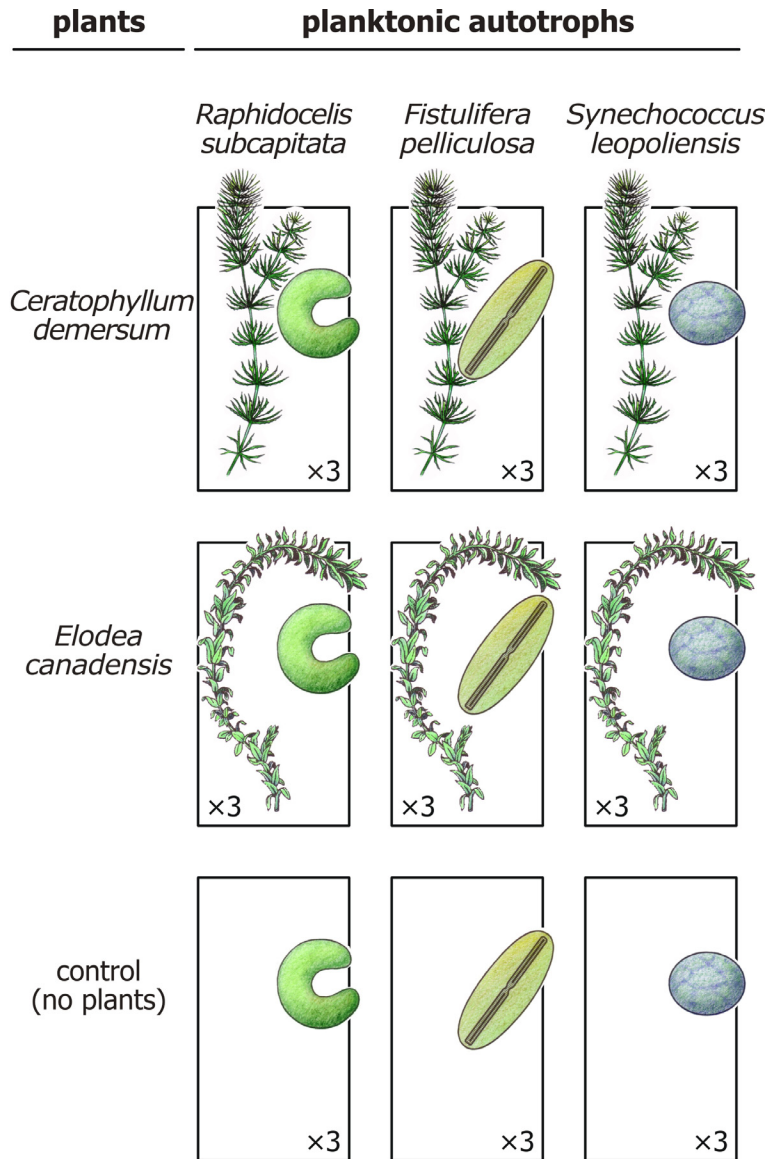 plants
planktonic autotrophs
Raphidocelis
subcapitata
Fistulifera
pelliculosa
Synechococcus
leopoliensis
Ceratophyllum
demersum
×3
×3
×3
Elodea
canadensis
×3
×3
×3
control
(no plants)
×3
×3
×3